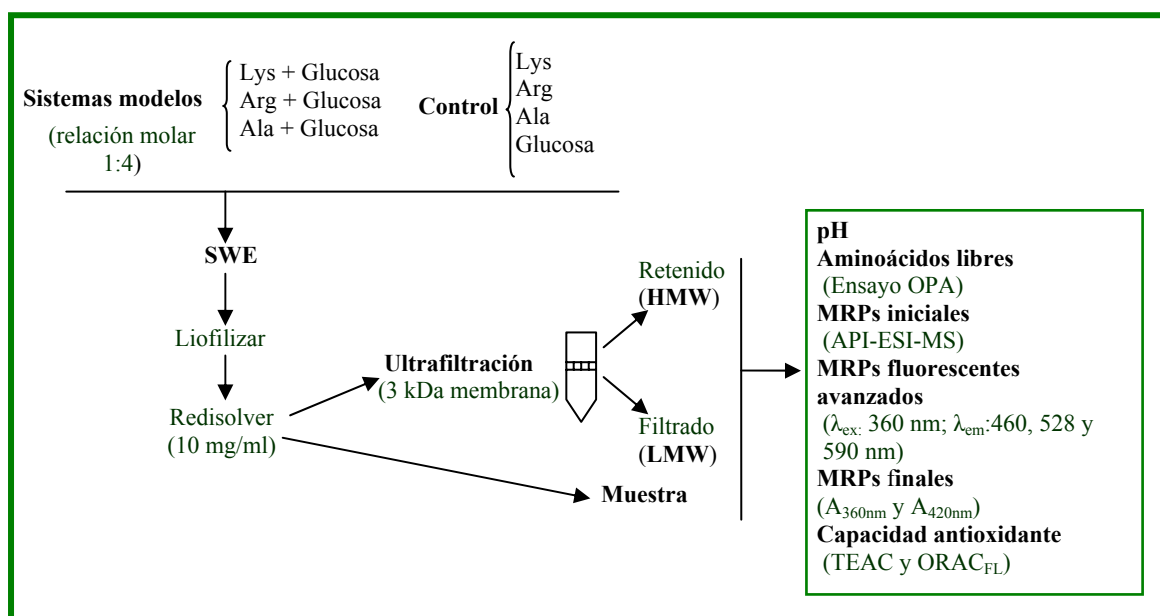 Sistemas modelos
(relación molar
1:4)
Lys + Glucosa
Arg + Glucosa
Ala + Glucosa
Control
Lys
Arg
Ala
Glucosa
SWE
Liofilizar
Redisolver
(10 mg/ml)
Ultrafiltración
(3 kDa membrana)
Retenido
(HMW)
Filtrado
(LMW)
Muestra
pH
Aminoácidos libres
(Ensayo OPA)
MRPs iniciales
(API-ESI-MS)
MRPs fluorescentes
avanzados
(λex: 360 nm; λem:460, 528 y
590 nm)
MRPs finales
(A360nm y A420nm)
Capacidad antioxidante
(TEAC y ORACFL)